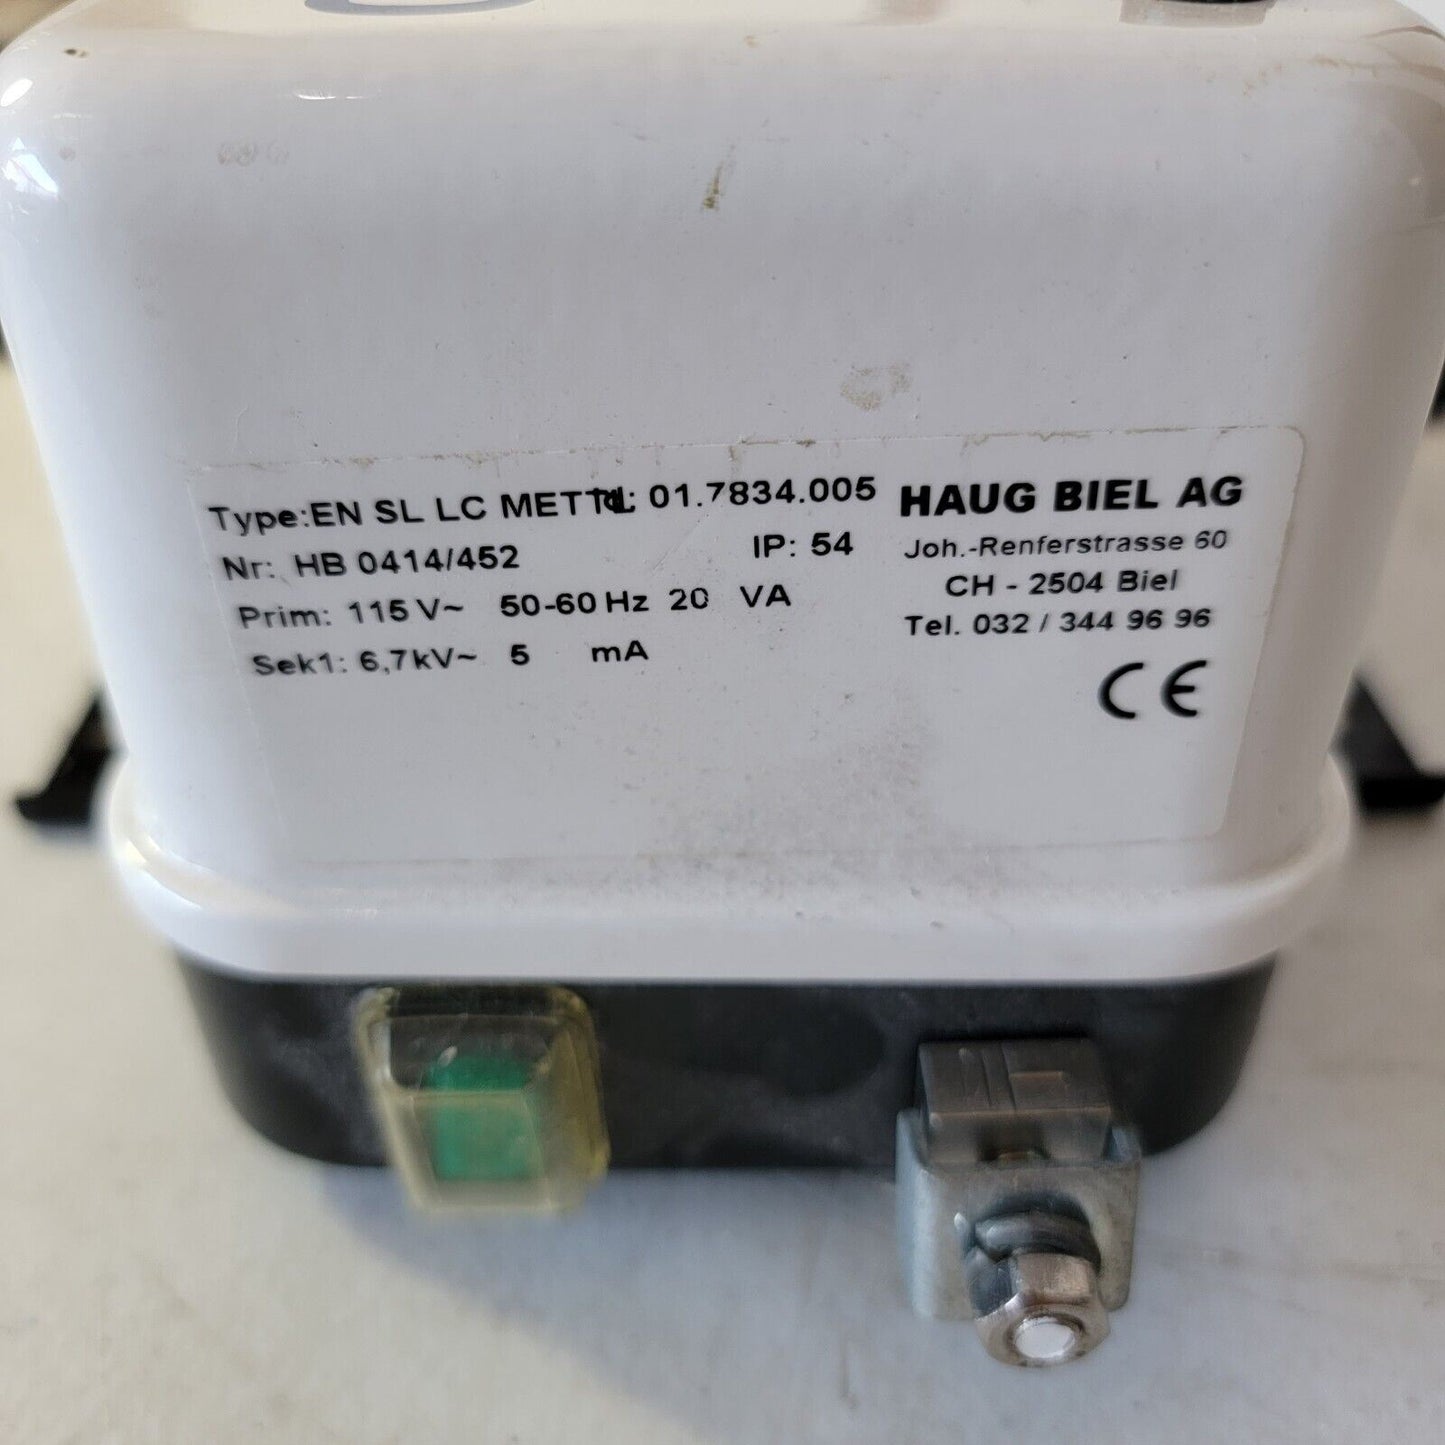 Type:EN SL LC METTL: 01.7834.005
Nr: HB 0414/452 IP: 54
Prim: 115 V~ 50-60 Hz 20 VA
Sek1: 6,7kV~ 5 mA
HAUG BIEL AG
Joh.-Renferstrasse 60
CH - 2504 Biel
Tel. 032 / 344 96 96
CE